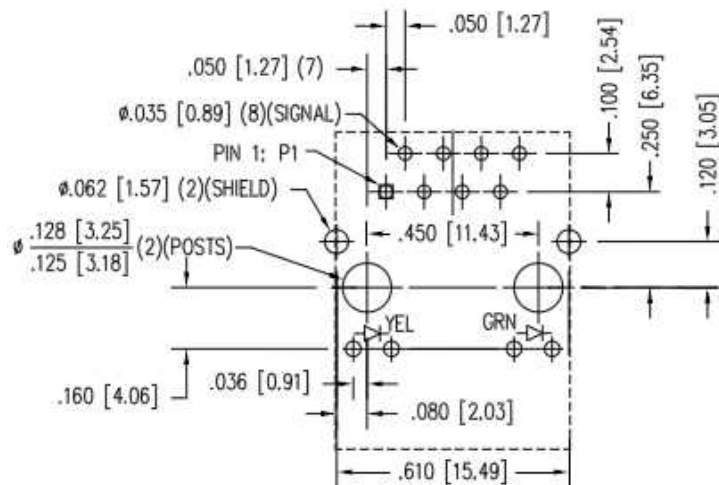 .050 [1.27]
.050 [1.27] (7)
.100 [2.54]
.250 [6.35]
.120 [3.05]
ø.035 [0.89] (8)(SIGNAL)
PIN 1: P1
ø.062 [1.57] (2)(SHIELD)
ø .128 [3.25]
.125 [3.18] (2)(POSTS)
.450 [11.43]
YEL
GRN
.160 [4.06]
.036 [0.91]
.080 [2.03]
.610 [15.49]